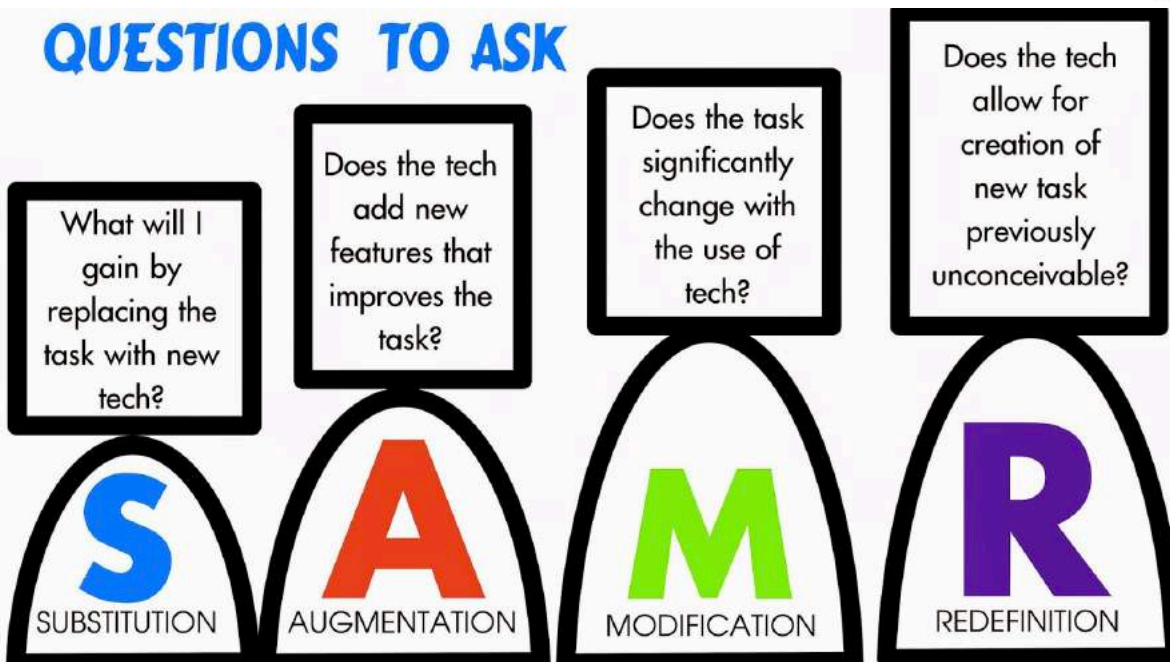 QUESTIONS TO ASK
What will I
gain by
replacing the
task with new
tech?
Does the tech
add new
features that
improves the
task?
Does the task
significantly
change with
the use of
tech?
Does the tech
allow for
creation of
new task
previously
unconceivable?
S
SUBSTITUTION
A
AUGMENTATION
M
MODIFICATION
R
REDEFINITION